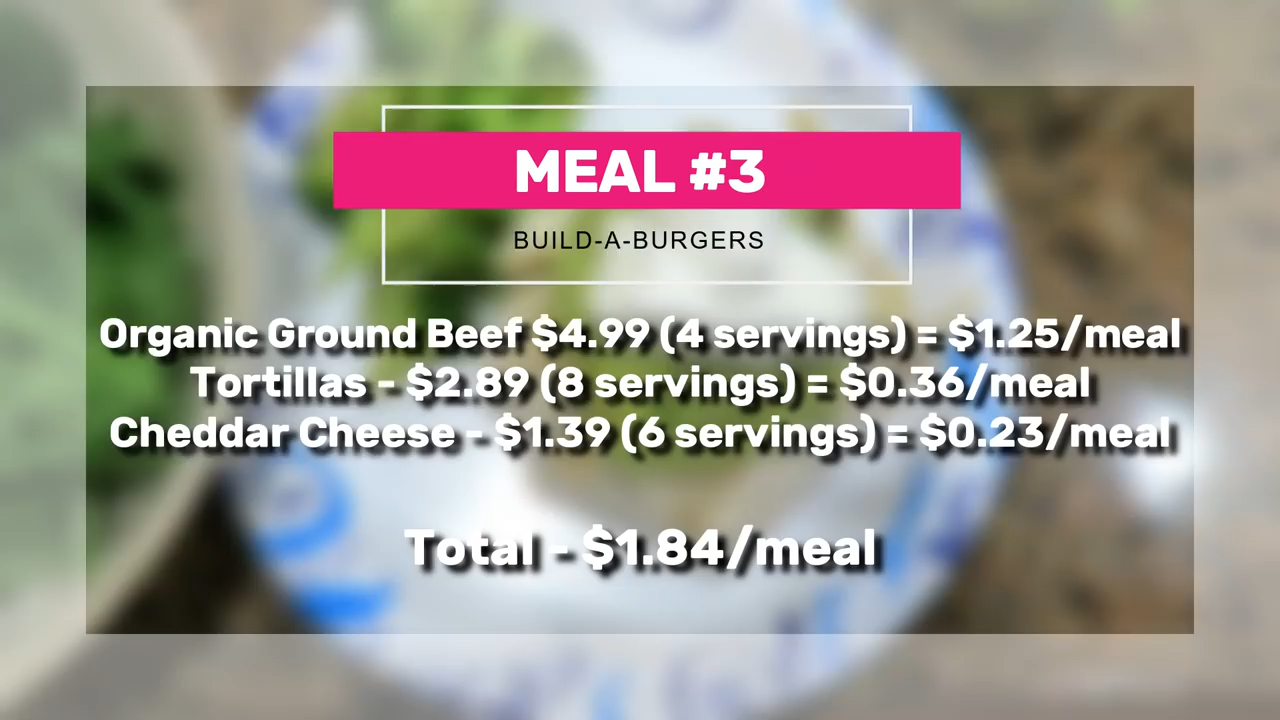 MEAL #3
BUILD-A-BURGERS
Organic Ground Beef $4.99 (4 servings) = $1.25/meal
Tortillas - $2.89 (8 servings) = $0.36/meal
Cheddar Cheese - $1.39 (6 servings) = $0.23/meal
Total - $1.84/meal